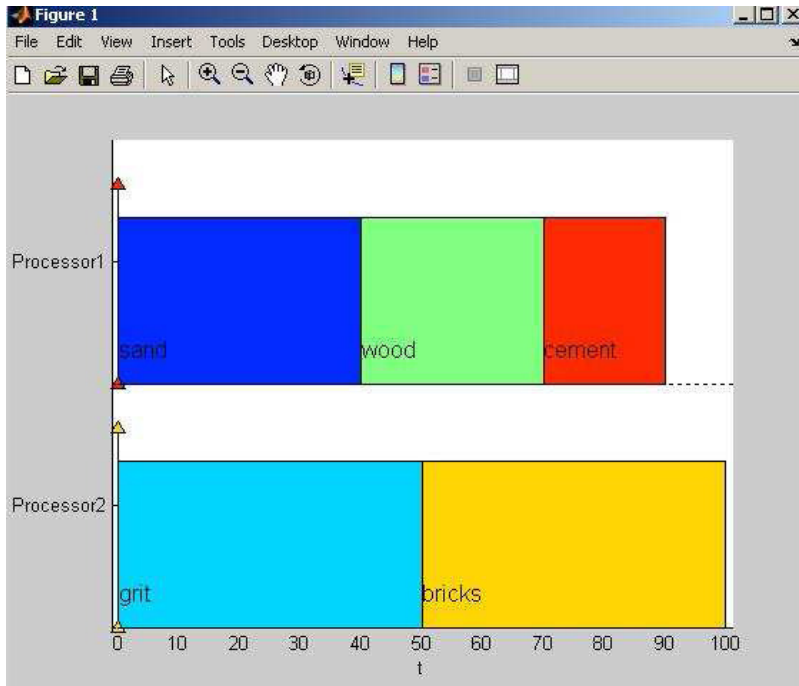 Figure 1
File Edit View Insert Tools Desktop Window Help
Processor1
sand wood cement
Processor2
grit bricks
0 10 20 30 40 50 60 70 80 90 100
t